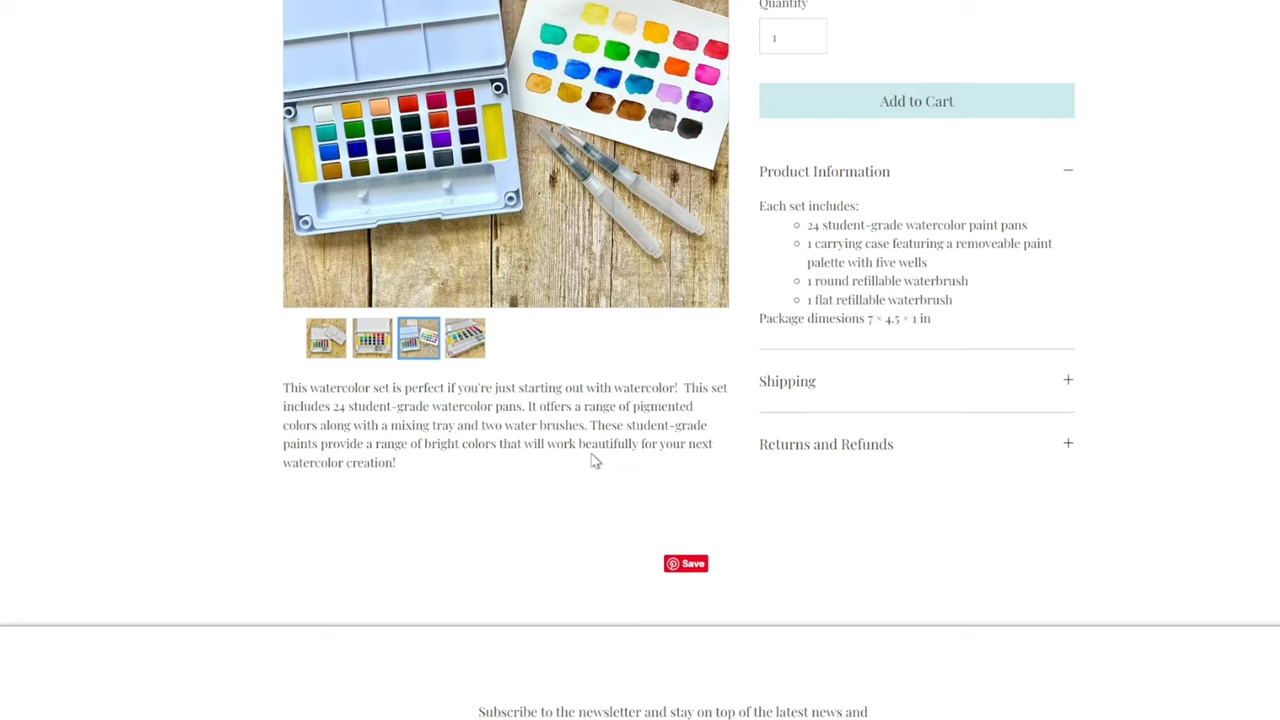 Quantity
1
Add to Cart
Product Information
Each set includes:
24 student-grade watercolor paint pans
1 carrying case featuring a removeable paint
palette with five wells
1 round refillable waterbrush
1 flat refillable waterbrush
Package dimesions 7 × 4.5 × 1 in
Shipping
Returns and Refunds
This watercolor set is perfect if you're just starting out with watercolor! This set
includes 24 student-grade watercolor pans. It offers a range of pigmented
colors along with a mixing tray and two water brushes. These student-grade
paints provide a range of bright colors that will work beautifully for your next
watercolor creation!
Save
Subscribe to the newsletter and stay on top of the latest news and